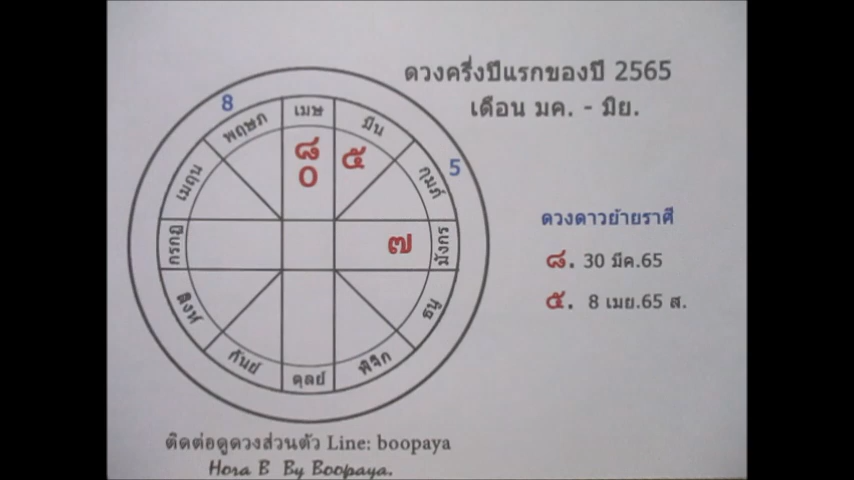 ดวงครึ่งปีแรกของปี 2565
เดือน มค. - มิย.
8
5
เมษ
มีน
กุมภ์
มังกร
ธนู
พิจิก
ตุลย์
กันย์
สิงห์
กรกฎ
เมถุน
พฤษภ
๘
๐
๕
๗
ดวงดาวย้ายราศี
๘. 30 มีค.65
๕. 8 เมย.65 ส.
ติดต่อดูดวงส่วนตัว Line: boopaya
Hora B By Boopaya.